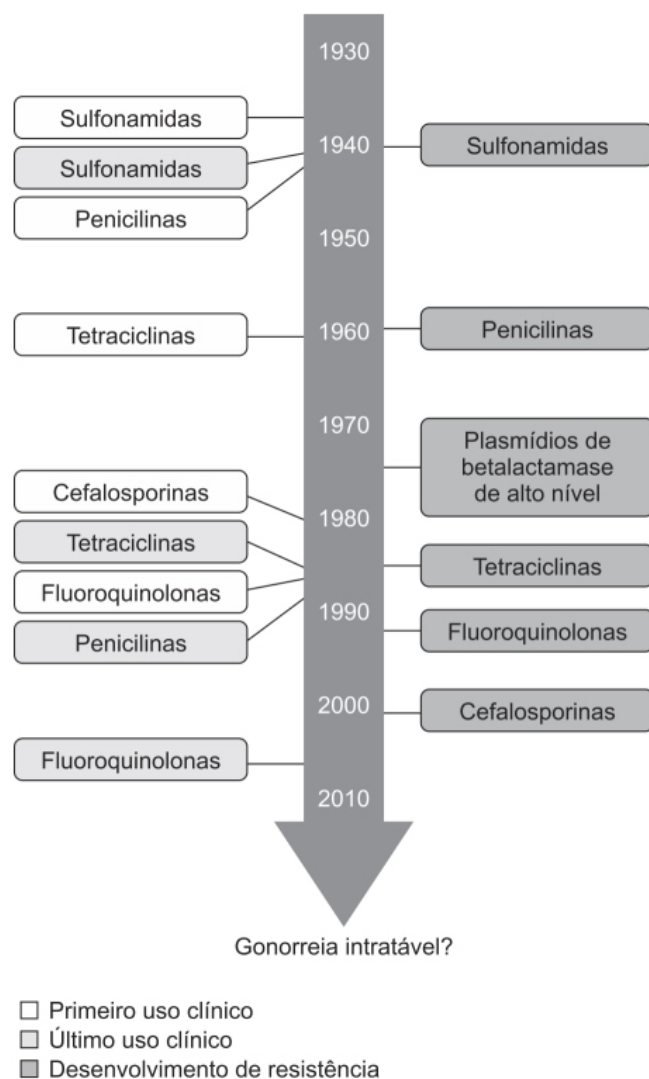 1930
Sulfonamidas
1940
Sulfonamidas
Sulfonamidas
Penicilinas
1950
Tetraciclinas
1960
Penicilinas
1970
Plasmídios de
betalactamase
de alto nível
Cefalosporinas
1980
Tetraciclinas
Tetraciclinas
Fluoroquinolonas
1990
Fluoroquinolonas
Penicilinas
2000
Cefalosporinas
Fluoroquinolonas
2010
Gonorreia intratável?
Primeiro uso clínico
Último uso clínico
Desenvolvimento de resistência